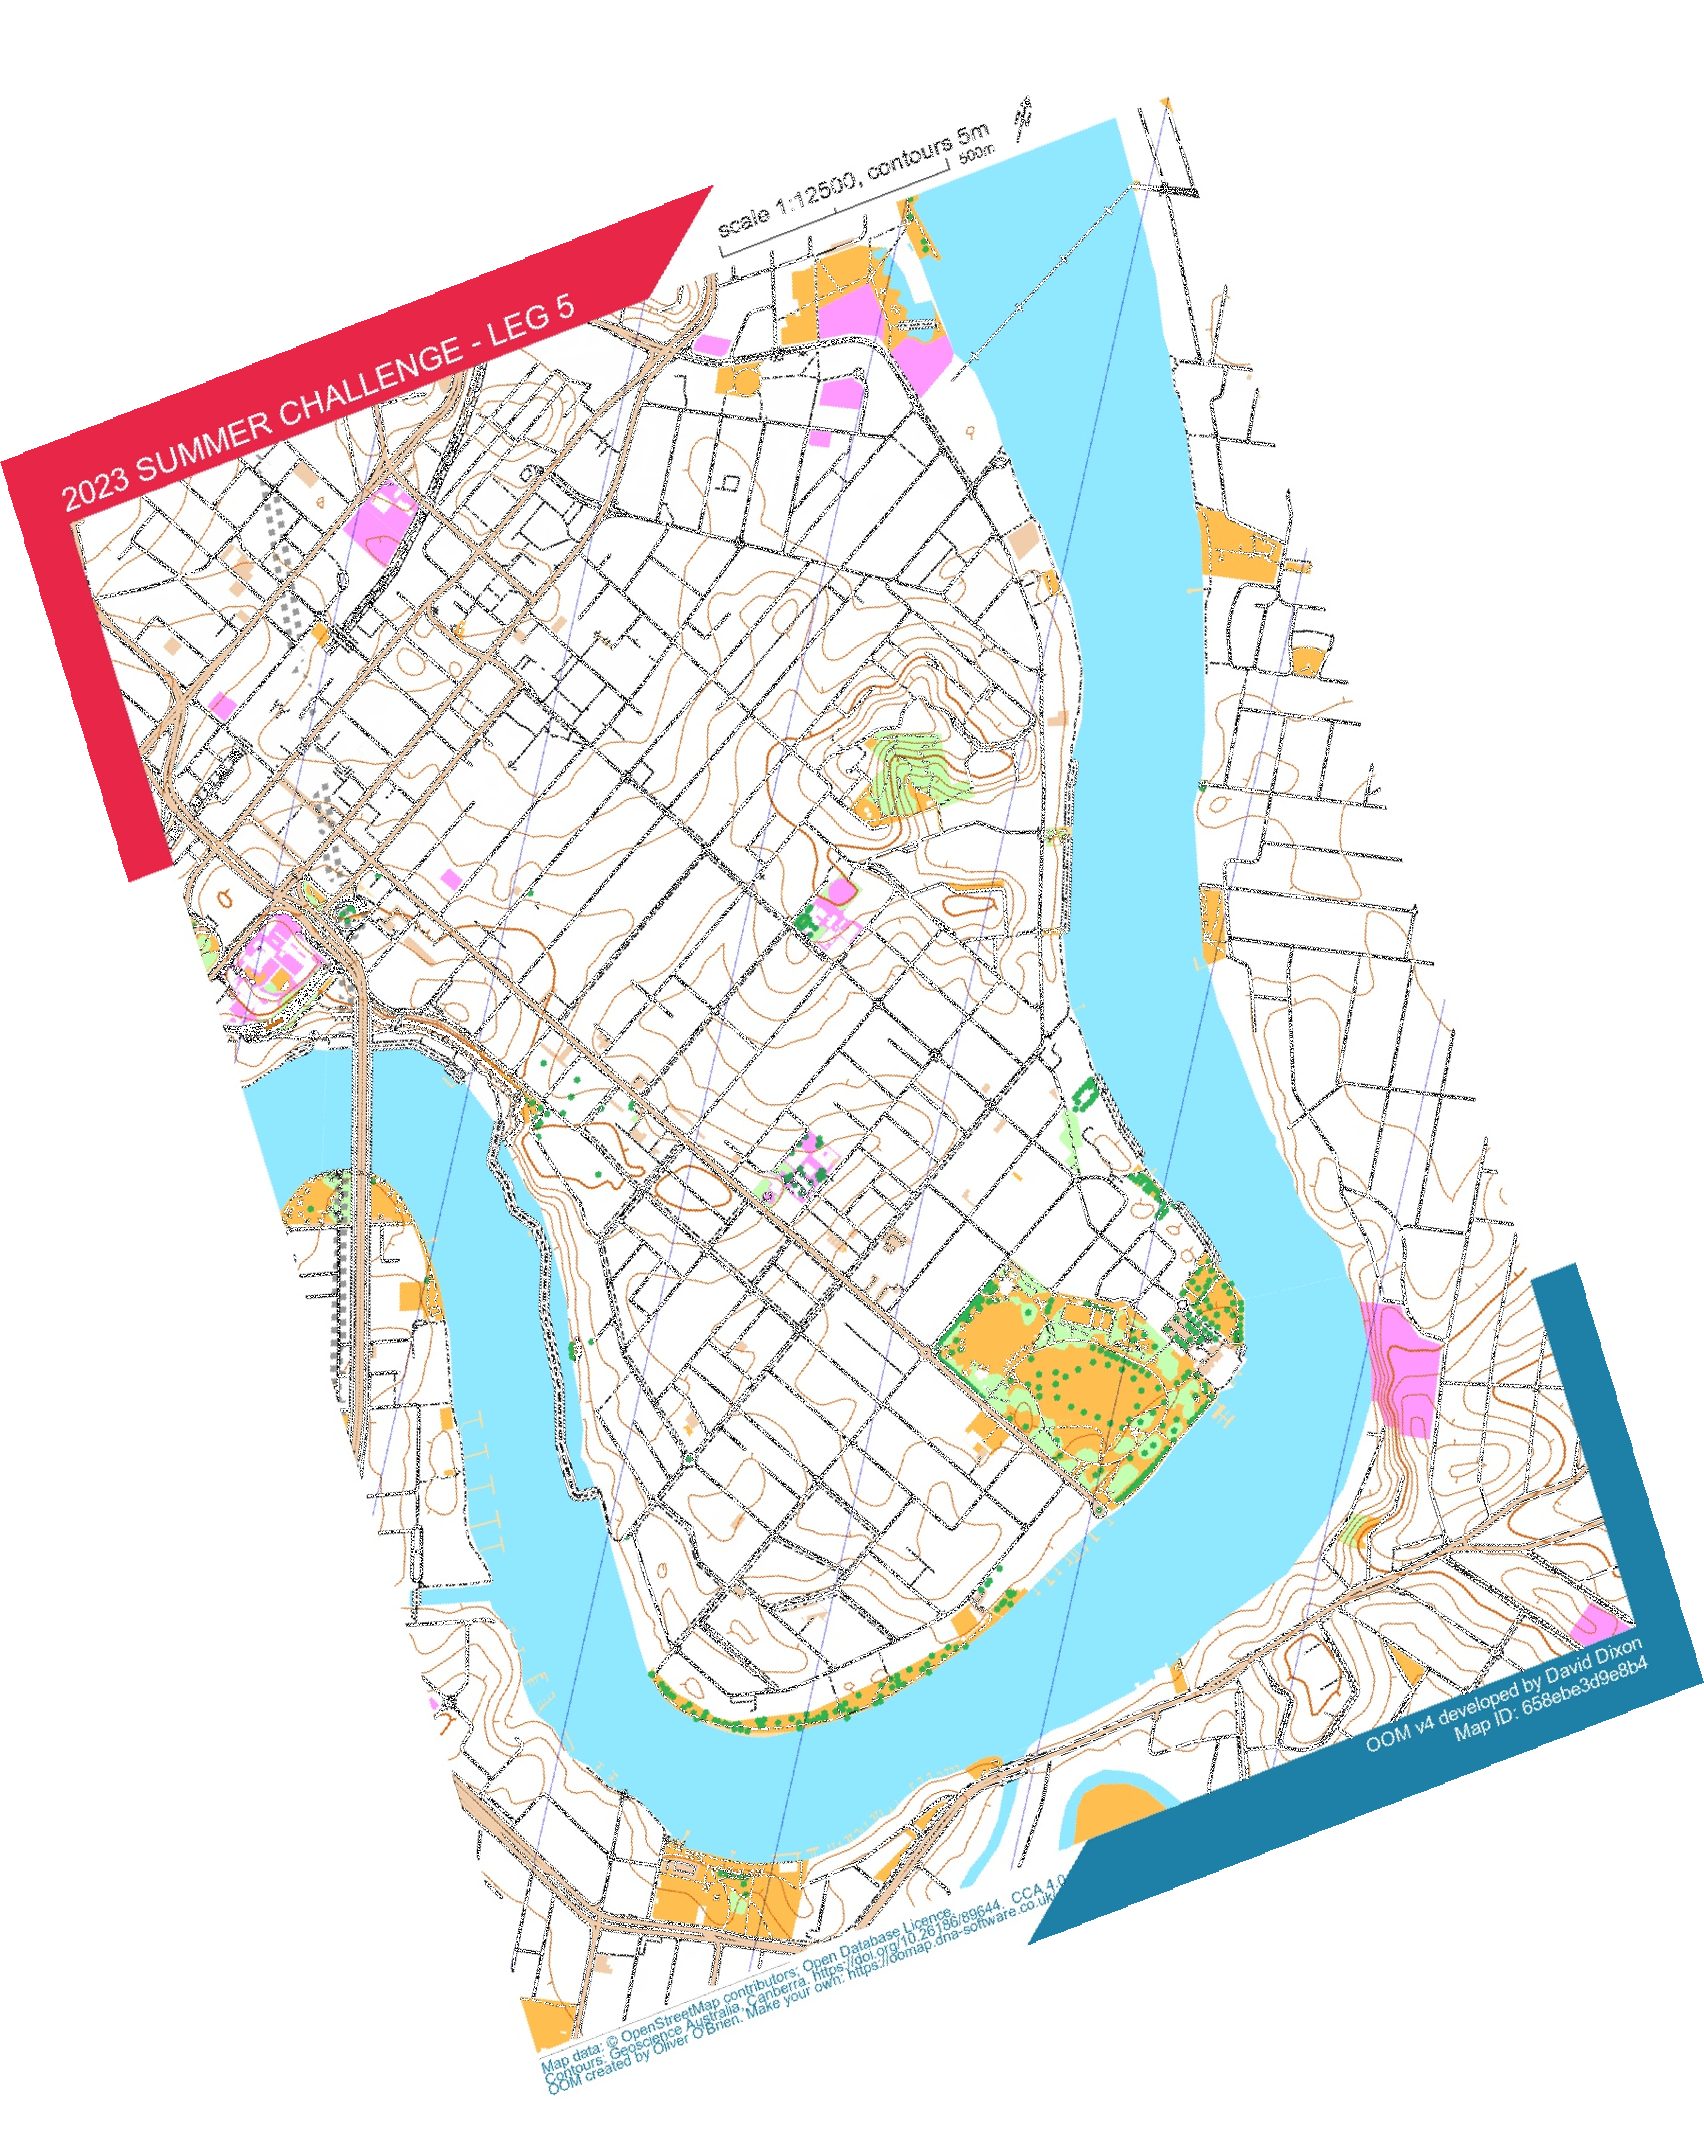 scale 1:12500, contours 5m
500m
2023 SUMMER CHALLENGE - LEG 5
OOM v4 developed by David Dixon
Map ID: 658ebe3d9e8b4
Map data: © OpenStreetMap contributors, Open Database Licence.
Contours: Geoscience Australia, Canberra. https://doi.org/10.26186/89644. CCA 4.0
OOM created by Oliver O'Brien. Make your own: https://oomap.dna-software.co.uk/